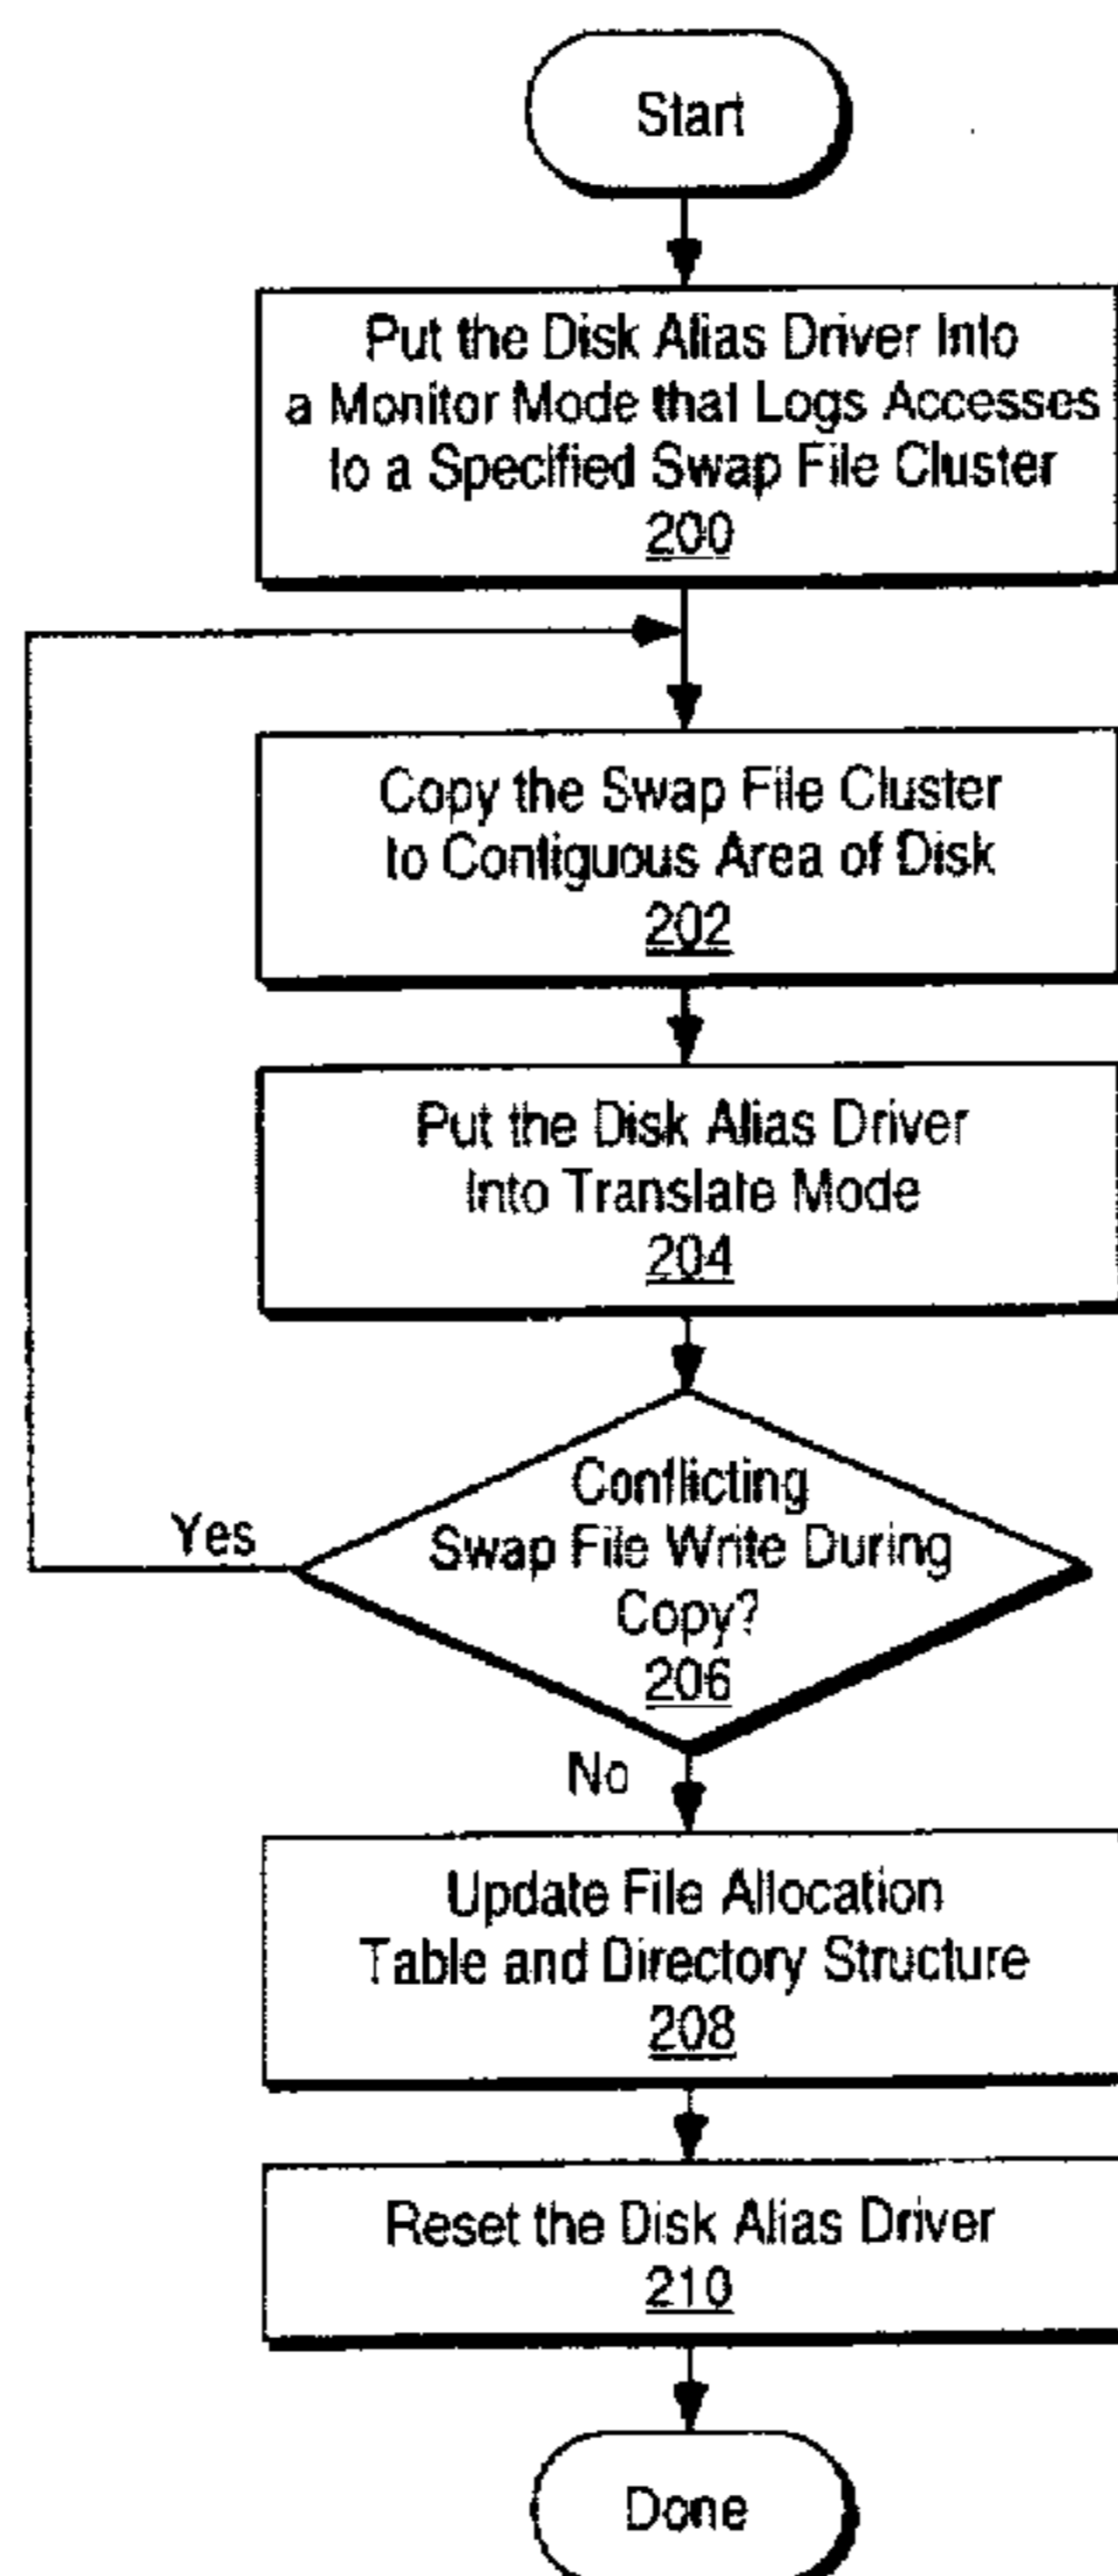 Start
Put the Disk Alias Driver Into
a Monitor Mode that Logs Accesses
to a Specified Swap File Cluster
200
Copy the Swap File Cluster
to Contiguous Area of Disk
202
Put the Disk Alias Driver
Into Translate Mode
204
Conflicting
Swap File Write During
Copy?
206
Yes
No
Update File Allocation
Table and Directory Structure
208
Reset the Disk Alias Driver
210
Done